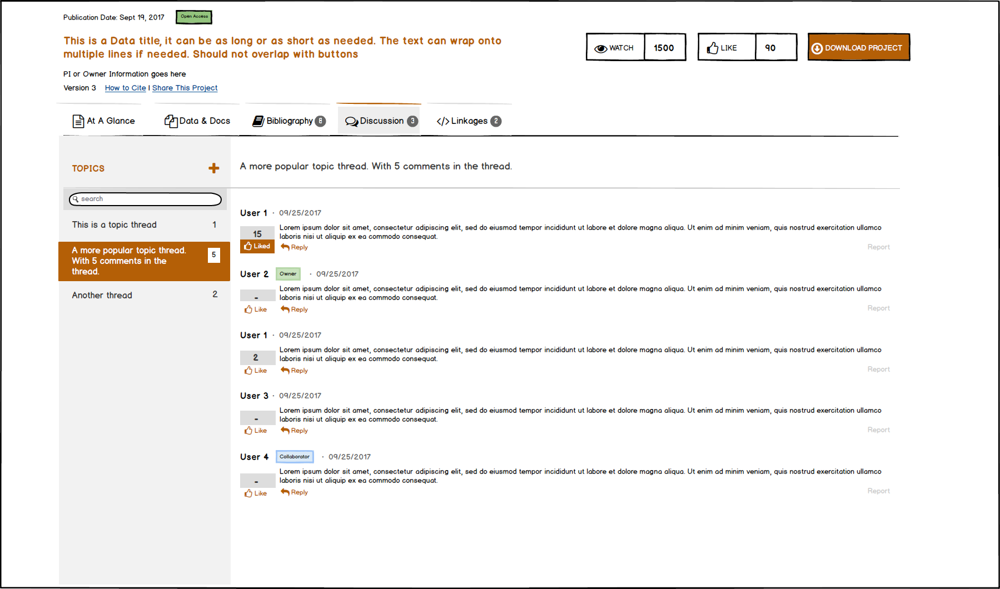 Publication Date: Sept 19, 2017 Open Access
This is a Data title, it can be as long or as short as needed. The text can wrap onto
multiple lines if needed. Should not overlap with buttons
WATCH 1500 LIKE 90 DOWNLOAD PROJECT
PI or Owner Information goes here
Version 3 How to Cite | Share This Project
At A Glance Data & Docs Bibliography 8 Discussion 3 Linkages 2
TOPICS
search
This is a topic thread 1
A more popular topic thread. 5
With 5 comments in the
thread.
Another thread 2
A more popular topic thread. With 5 comments in the thread.
User 1 · 09/25/2017
15 Lorem ipsum dolor sit amet, consectetur adipiscing elit, sed do eiusmod tempor incididunt ut labore et dolore magna aliqua. Ut enim ad minim veniam, quis nostrud exercitation ullamco
laboris nisi ut aliquip ex ea commodo consequat.
Liked Reply Report
User 2 Owner · 09/25/2017
Lorem ipsum dolor sit amet, consectetur adipiscing elit, sed do eiusmod tempor incididunt ut labore et dolore magna aliqua. Ut enim ad minim veniam, quis nostrud exercitation ullamco
- laboris nisi ut aliquip ex ea commodo consequat.
Like Reply Report
User 1 · 09/25/2017
Lorem ipsum dolor sit amet, consectetur adipiscing elit, sed do eiusmod tempor incididunt ut labore et dolore magna aliqua. Ut enim ad minim veniam, quis nostrud exercitation ullamco
2 laboris nisi ut aliquip ex ea commodo consequat.
Like Reply Report
User 3 · 09/25/2017
Lorem ipsum dolor sit amet, consectetur adipiscing elit, sed do eiusmod tempor incididunt ut labore et dolore magna aliqua. Ut enim ad minim veniam, quis nostrud exercitation ullamco
- laboris nisi ut aliquip ex ea commodo consequat.
Like Reply Report
User 4 Collaborator · 09/25/2017
Lorem ipsum dolor sit amet, consectetur adipiscing elit, sed do eiusmod tempor incididunt ut labore et dolore magna aliqua. Ut enim ad minim veniam, quis nostrud exercitation ullamco
- laboris nisi ut aliquip ex ea commodo consequat.
Like Reply Report